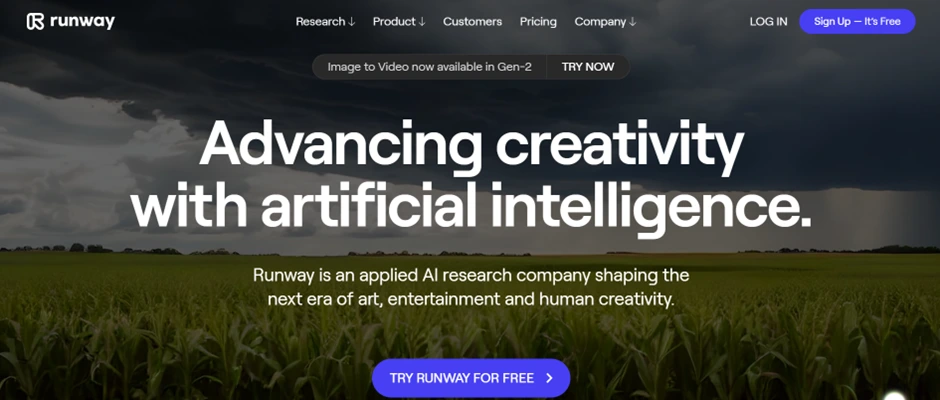 runway
Research ↓ Product ↓ Customers Pricing Company ↓
LOG IN
Sign Up — It's Free
Image to Video now available in Gen-2
TRY NOW
Advancing creativity
with artificial intelligence.
Runway is an applied AI research company shaping the
next era of art, entertainment and human creativity.
TRY RUNWAY FOR FREE